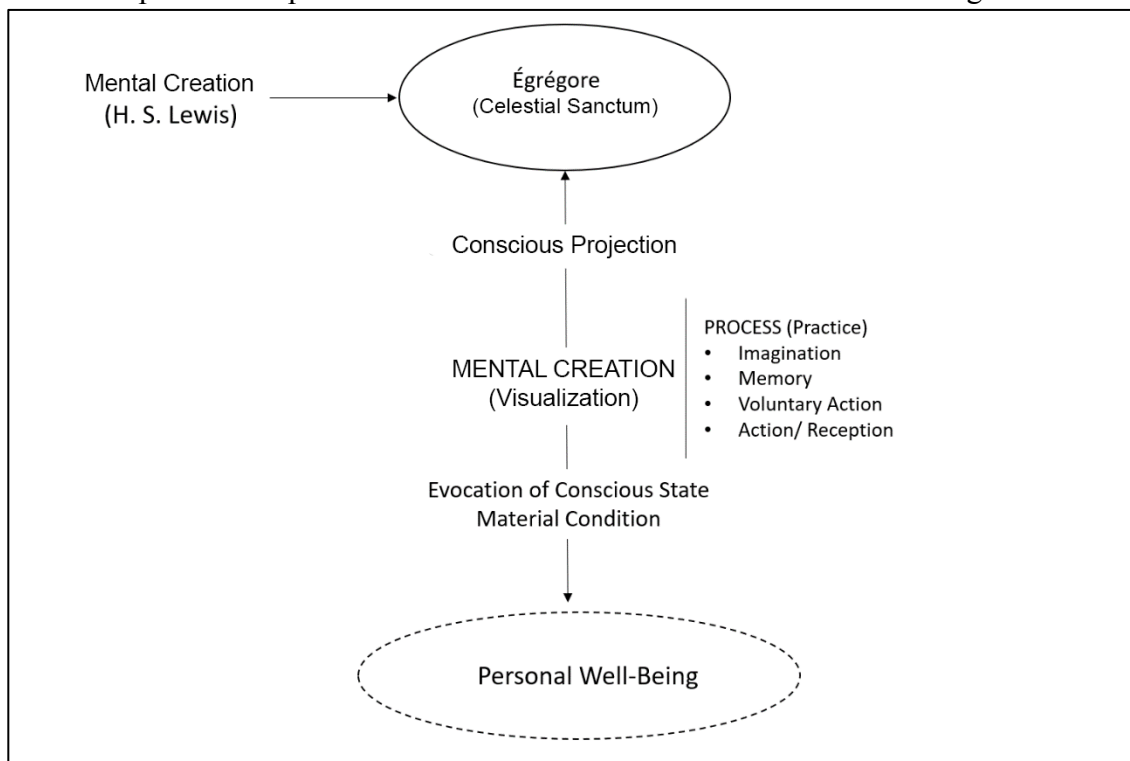 Mental Creation
(H. S. Lewis)
Égrégore
(Celestial Sanctum)
Conscious Projection
MENTAL CREATION
(Visualization)
PROCESS (Practice)
• Imagination
• Memory
• Voluntary Action
• Action/ Reception
Evocation of Conscious State
Material Condition
Personal Well-Being